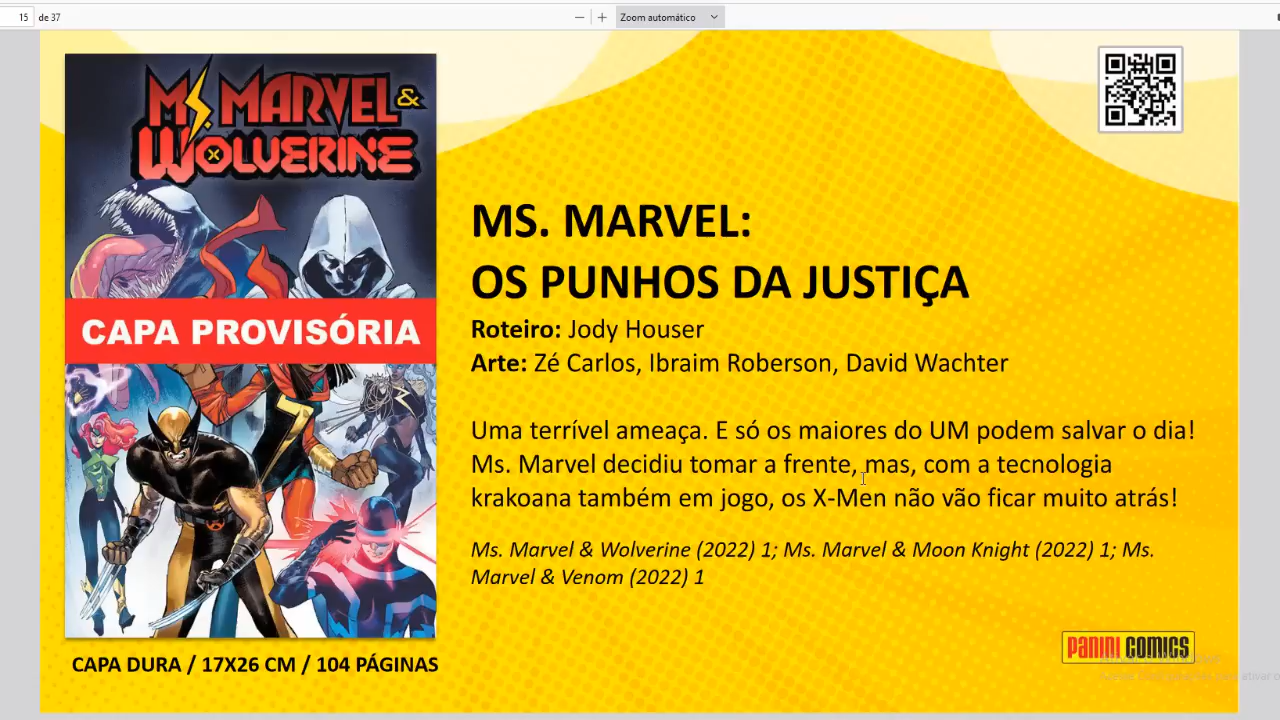 15 de 37
Zoom automático
MS. MARVEL &
WOLVERINE
CAPA PROVISÓRIA
CAPA DURA / 17X26 CM / 104 PÁGINAS
MS. MARVEL:
OS PUNHOS DA JUSTIÇA
Roteiro: Jody Houser
Arte: Zé Carlos, Ibraim Roberson, David Wachter
Uma terrível ameaça. E só os maiores do UM podem salvar o dia!
Ms. Marvel decidiu tomar a frente, mas, com a tecnologia
krakoana também em jogo, os X-Men não vão ficar muito atrás!
Ms. Marvel & Wolverine (2022) 1; Ms. Marvel & Moon Knight (2022) 1; Ms.
Marvel & Venom (2022) 1
PANINI COMICS